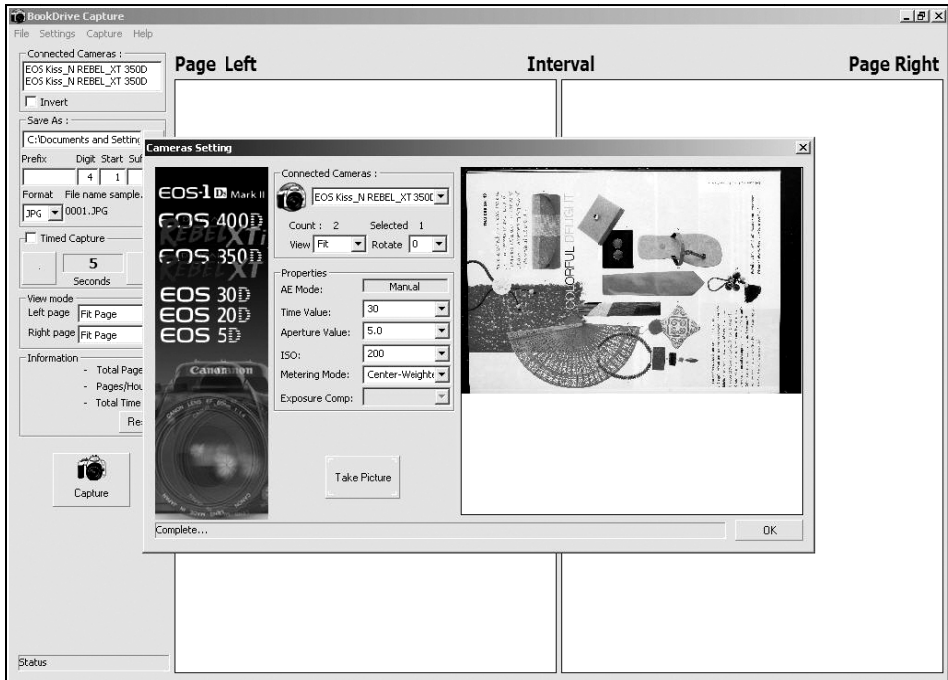 BookDrive Capture
File Settings Capture Help
Connected Cameras :
EOS Kiss_N REBEL_XT 350D
EOS Kiss_N REBEL_XT 350D
Invert
Save As :
C:\Documents and Setting
Prefix Digit Start Suf
4 1
Format File name sample.
JPG 0001.JPG
Timed Capture
5
Seconds
View mode
Left page Fit Page
Right page Fit Page
Information
- Total Page
- Pages/Hou
- Total Time
Re
Capture
Status
Page Left Interval Page Right
Cameras Setting
EOS-1 Ds Mark II
EOS 400D
REBEL XTi
EOS 350D
REBEL XT
EOS 30D
EOS 20D
EOS 5D
Canon
CANON LENS
Connected Cameras :
EOS Kiss_N REBEL_XT 350D
Count : 2 Selected 1
View Fit Rotate 0
Properties
AE Mode: Manual
Time Value: 30
Aperture Value: 5.0
ISO: 200
Metering Mode: Center-Weighte
Exposure Comp:
Take Picture
COLORFUL DELIGHT
Complete...
OK